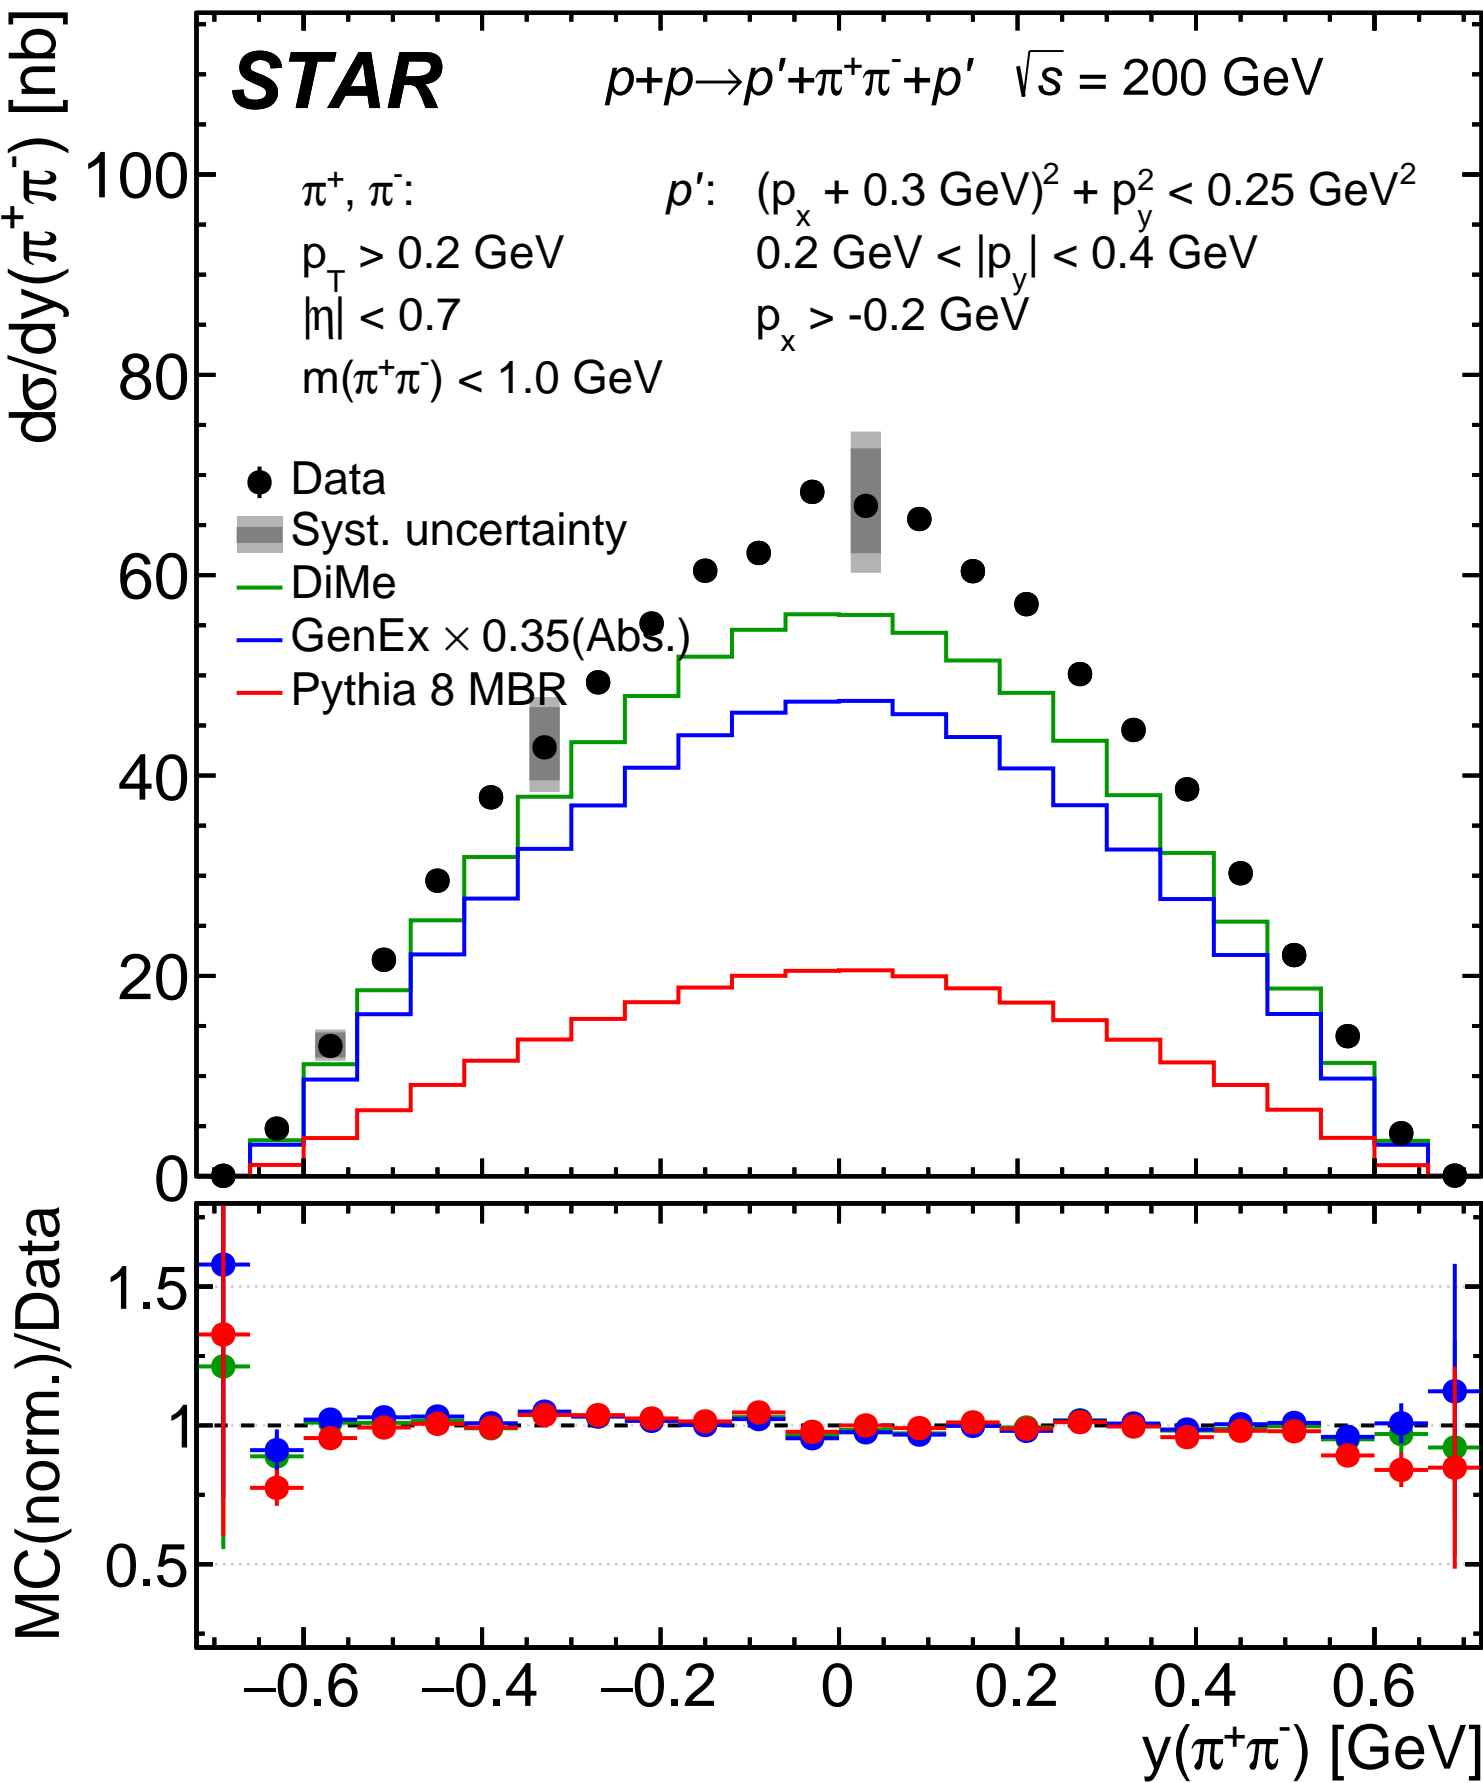 STAR p+p→p′+π⁺π⁻+p′ √s = 200 GeV
π⁺, π⁻: p′: (pₓ + 0.3 GeV)² + p_y² < 0.25 GeV²
p_T > 0.2 GeV 0.2 GeV < |p_y| < 0.4 GeV
|η| < 0.7 pₓ > -0.2 GeV
m(π⁺π⁻) < 1.0 GeV
Data
Syst. uncertainty
DiMe
GenEx × 0.35(Abs.)
Pythia 8 MBR
dσ/dy(π⁺π⁻) [nb]
100
80
60
40
20
0
MC(norm.)/Data
1.5
1
0.5
−0.6 −0.4 −0.2 0 0.2 0.4 0.6
y(π⁺π⁻) [GeV]